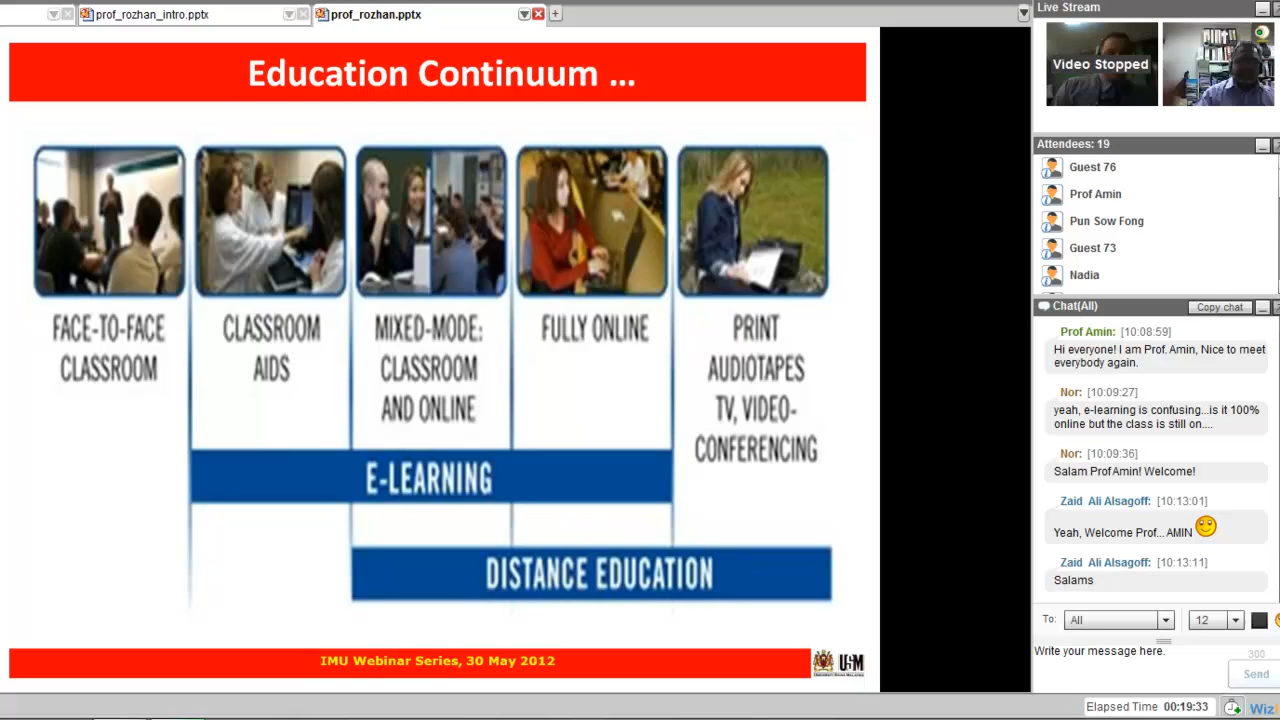 prof_rozhan_intro.pptx
prof_rozhan.pptx
Education Continuum ...
FACE-TO-FACE
CLASSROOM
CLASSROOM
AIDS
MIXED-MODE:
CLASSROOM
AND ONLINE
FULLY ONLINE
PRINT
AUDIOTAPES
TV, VIDEO-
CONFERENCING
E-LEARNING
DISTANCE EDUCATION
IMU Webinar Series, 30 May 2012
USM
Live Stream
Video Stopped
Attendees: 19
Guest 76
Prof Amin
Pun Sow Fong
Guest 73
Nadia
Chat(All)
Copy chat
Prof Amin: [10:08:59]
Hi everyone! I am Prof. Amin, Nice to meet
everybody again.
Nor: [10:09:27]
yeah, e-learning is confusing...is it 100%
online but the class is still on....
Nor: [10:09:36]
Salam ProfAmin! Welcome!
Zaid Ali Alsagoff: [10:13:01]
Yeah, Welcome Prof... AMIN
Zaid Ali Alsagoff: [10:13:11]
Salams
To: All 12
Write your message here.
300
Send
Elapsed Time 00:19:33
Wiz